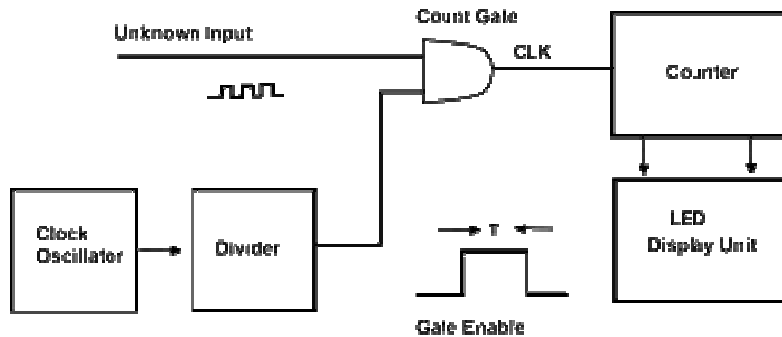 Count Gate
Unknown Input
CLK
Counter
Clock
Oscillator
Divider
T
LED
Display Unit
Gate Enable